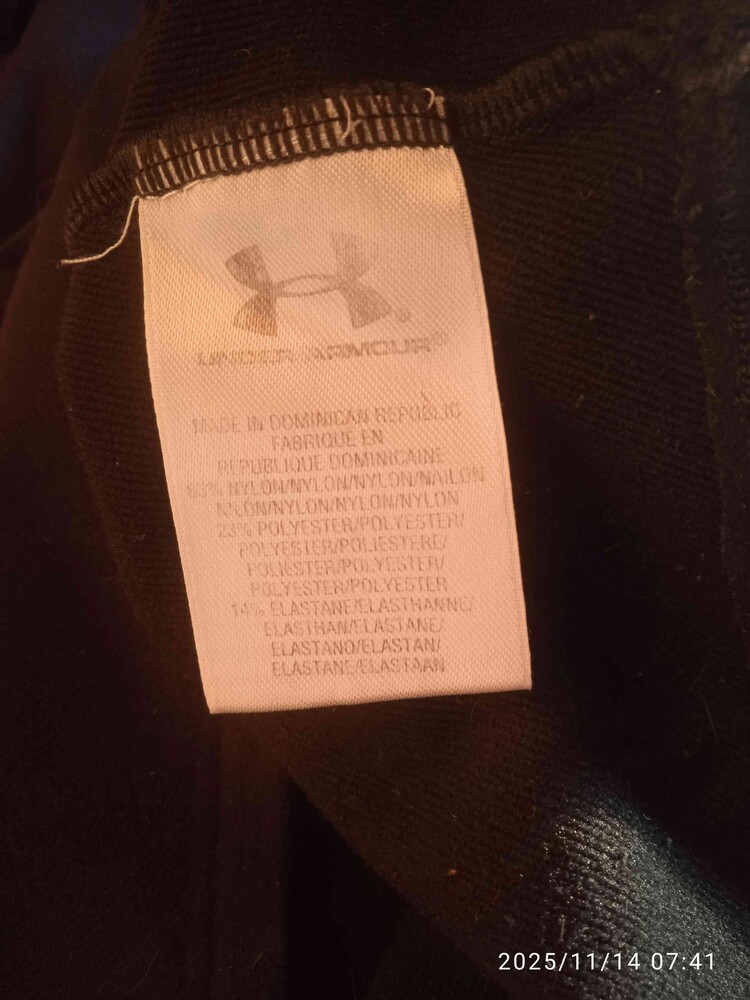 UNDER ARMOUR®
MADE IN DOMINICAN REPUBLIC
FABRIQUE EN
REPUBLIQUE DOMINICAINE
63% NYLON/NYLON/NYLON/NAILON
NILON/NYLON/NYLON/NYLON
23% POLYESTER/POLYESTER/
POLYESTER/POLIESTERE/
POLIESTER/POLYESTER/
POLYESTER/POLYESTER
14% ELASTANE/ELASTHANNE/
ELASTHAN/ELASTANE/
ELASTANO/ELASTAN/
ELASTANE/ELASTAAN
2025/11/14 07:41